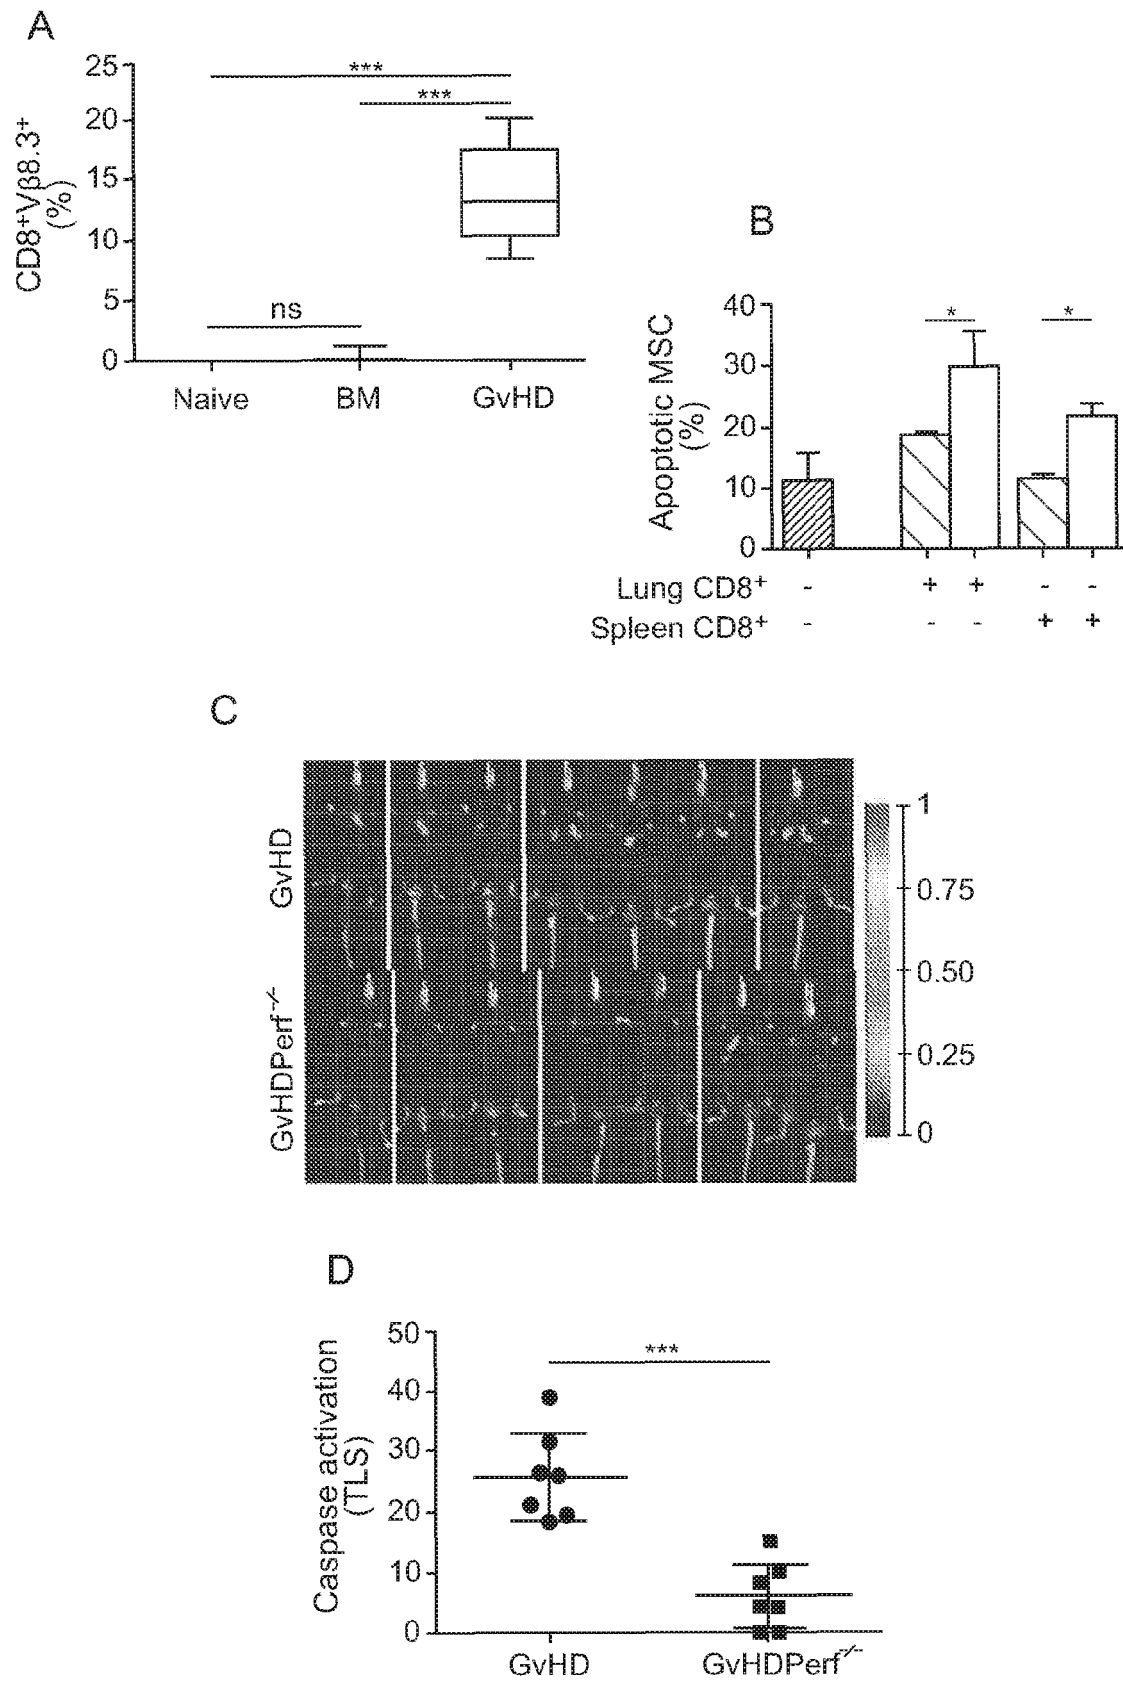 A
25
20
15
10
5
0
CD8⁺Vβ8.3⁺
(%)
***
***
ns
Naive BM GvHD
B
40
30
20
10
0
Apoptotic MSC
(%)
* *
Lung CD8⁺ - + + - -
Spleen CD8⁺ - - - + +
C
GvHD
GvHDPerf⁻/⁻
1
0.75
0.50
0.25
0
D
50
40
30
20
10
0
Caspase activation
(TLS)
***
GvHD GvHDPerf⁻/⁻